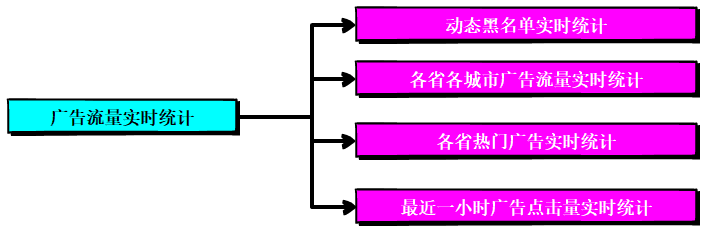 动态黑名单实时统计
各省各城市广告流量实时统计
广告流量实时统计
各省热门广告实时统计
最近一小时广告点击量实时统计